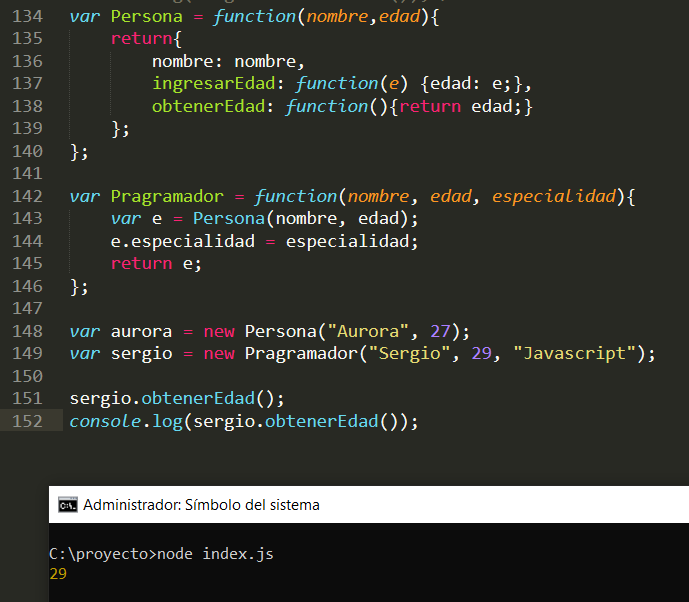 134 var Persona = function(nombre,edad){
135     return{
136         nombre: nombre,
137         ingresarEdad: function(e) {edad: e;},
138         obtenerEdad: function(){return edad;}
139     };
140 };
141
142 var Pragramador = function(nombre, edad, especialidad){
143     var e = Persona(nombre, edad);
144     e.especialidad = especialidad;
145     return e;
146 };
147
148 var aurora = new Persona("Aurora", 27);
149 var sergio = new Pragramador("Sergio", 29, "Javascript");
150
151 sergio.obtenerEdad();
152 console.log(sergio.obtenerEdad());
C:\. Administrador: Símbolo del sistema
C:\proyecto>node index.js
29